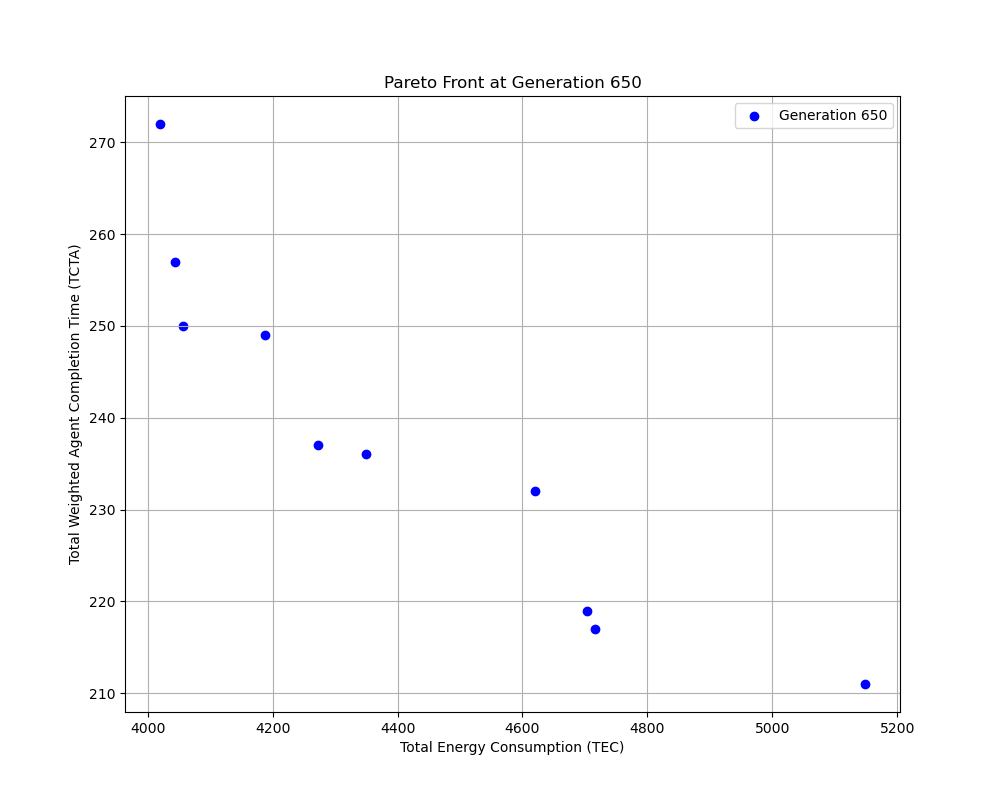 Pareto Front at Generation 650
Generation 650
270
260
250
240
230
220
210
Total Weighted Agent Completion Time (TCTA)
4000 4200 4400 4600 4800 5000 5200
Total Energy Consumption (TEC)